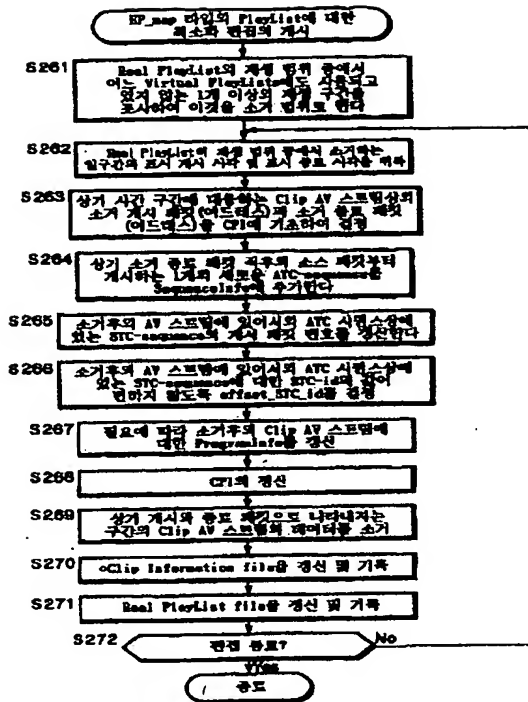 EP_map 타입의 PlayList에 대한
최소화 편집의 개시
S261
Real PlayList의 재생 범위 중에서
어느 Virtual PlayLists에도 사용되고
있지 않는 1개 이상의 재생 구간을
조사하여 이것을 소거 범위로 한다
S262
Real PlayList의 재생 범위 중에서 소거하는
일구간의 표시 개시 시각 및 표시 종료 시각을
S263
상기 시간 구간에 대응하는 Clip AV 스트림상의
소거 개시 패킷(어드레스)과 소거 종료 패킷
(어드레스)을 CPI에 기초하여 결정
S264
상기 소거 종료 패킷 직후의 소스 패킷부터
개시하는 1개의 새로운 ATC-sequence를
SequenceInfo에 추가한다
S265
소거후의 AV 스트림에 있어서의 ATC 시퀀스상에
있는 STC-sequence의 개시 패킷 번호를 갱신한다
S266
소거후의 AV 스트림에 있어서의 ATC 시퀀스상에
있는 STC-sequence에 대한 STC-id의 값이
변하지 않도록 offset_STC_id를 결정
S267
필요에 따라 소거후의 Clip AV 스트림에
대한 ProgramInfo를 갱신
S268
CPI의 갱신
S269
상기 개시와 종료 패킷으로 나타내지는
구간의 Clip AV 스트림의 데이터를 소거
S270
Clip Information file을 갱신 및 기록
S271
Real PlayList file을 갱신 및 기록
S272
편집 종료?
No
Yes
종료